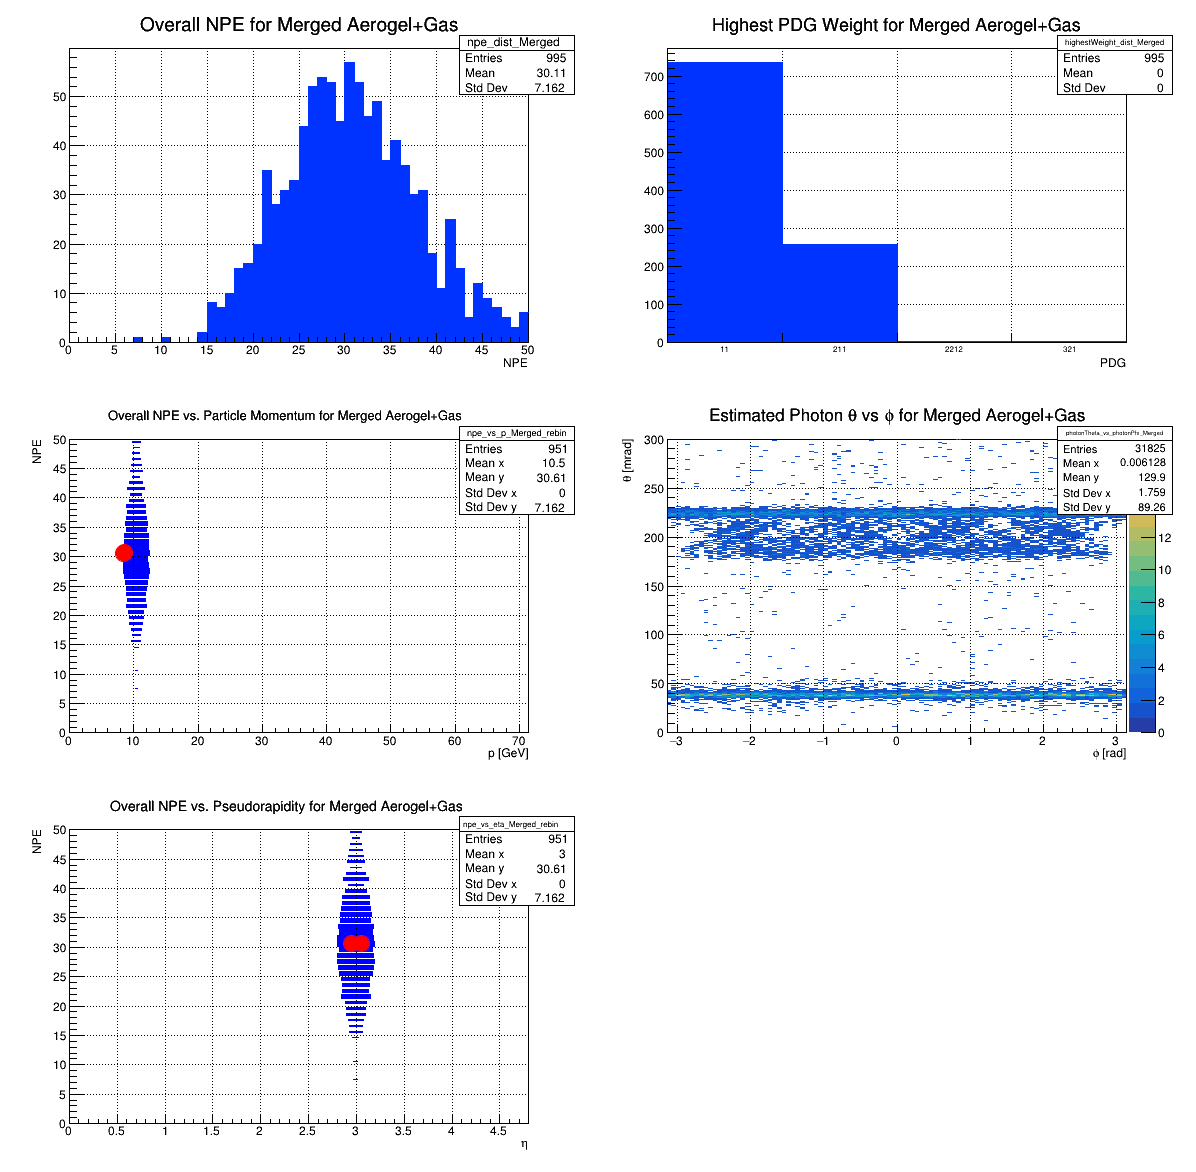 Overall NPE for Merged Aerogel+Gas
npe_dist_Merged
Entries 995
Mean 30.11
Std Dev 7.162
50
40
30
20
10
0
0 5 10 15 20 25 30 35 40 45 50
NPE
Highest PDG Weight for Merged Aerogel+Gas
highestWeight_dist_Merged
Entries 995
Mean 0
Std Dev 0
700
600
500
400
300
200
100
0
11 211 2212 321
PDG
Overall NPE vs. Particle Momentum for Merged Aerogel+Gas
npe_vs_p_Merged_rebin
Entries 951
Mean x 10.5
Mean y 30.61
Std Dev x 0
Std Dev y 7.162
NPE
50
45
40
35
30
25
20
15
10
5
0
0 10 20 30 40 50 60 70
p [GeV]
Estimated Photon θ vs ϕ for Merged Aerogel+Gas
photonTheta_vs_photonPhi_Merged
Entries 31825
Mean x 0.006128
Mean y 129.9
Std Dev x 1.759
Std Dev y 89.26
θ [mrad]
300
250
200
150
100
50
0
−3 −2 −1 0 1 2 3
ϕ [rad]
12
10
8
6
4
2
0
Overall NPE vs. Pseudorapidity for Merged Aerogel+Gas
npe_vs_eta_Merged_rebin
Entries 951
Mean x 3
Mean y 30.61
Std Dev x 0
Std Dev y 7.162
NPE
50
45
40
35
30
25
20
15
10
5
0
0 0.5 1 1.5 2 2.5 3 3.5 4 4.5
η